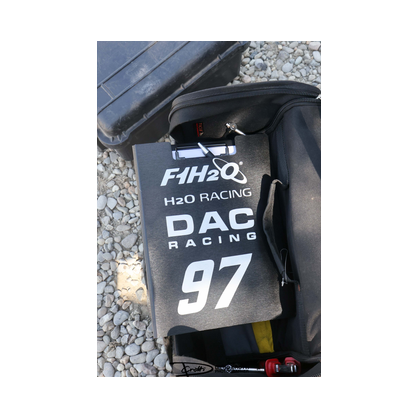 F1H2O
H2O RACING
DAC
RACING
97